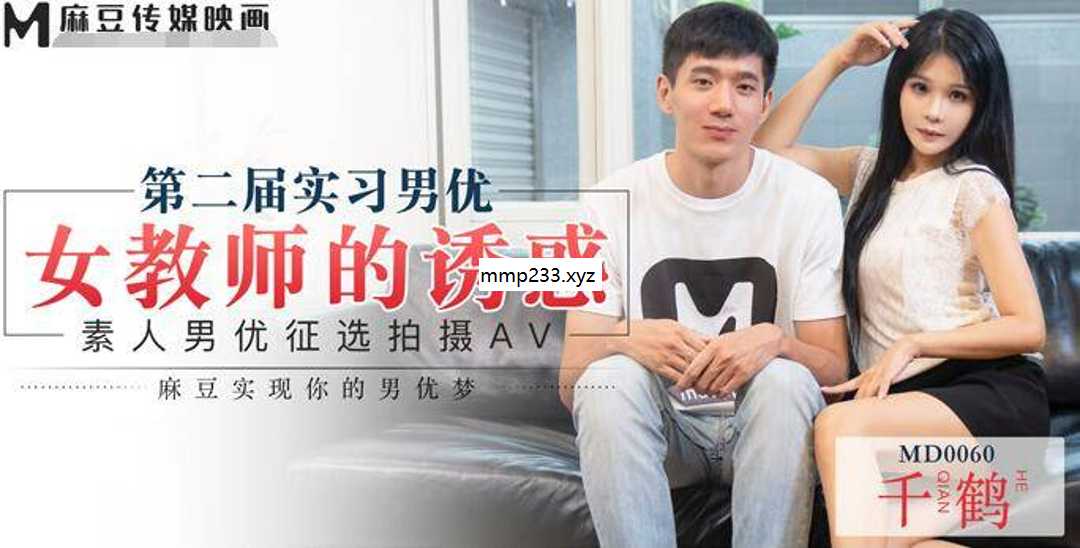 M 麻豆传媒映画
第二届实习男优
女教师的诱惑
mmp233.xyz
素人男优征选拍摄AV
麻豆实现你的男优梦
MD0060
千鹤
QIAN HE